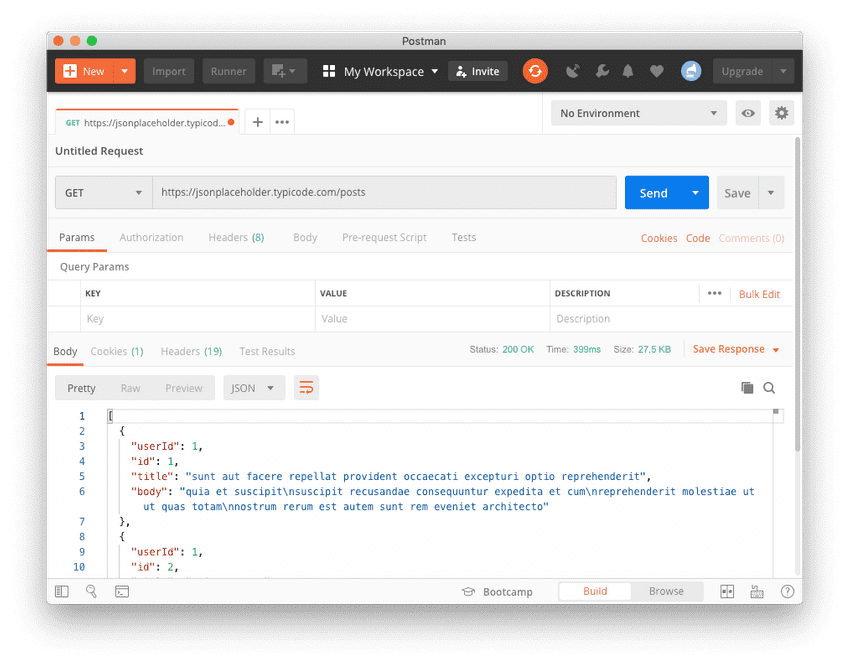 Postman
New Import Runner My Workspace Invite Upgrade
GET https://jsonplaceholder.typicod... No Environment
Untitled Request
GET https://jsonplaceholder.typicode.com/posts Send Save
Params Authorization Headers (8) Body Pre-request Script Tests Cookies Code Comments (0)
Query Params
KEY VALUE DESCRIPTION Bulk Edit
Key Value Description
Body Cookies (1) Headers (19) Test Results Status: 200 OK Time: 399ms Size: 27.5 KB Save Response
Pretty Raw Preview JSON
1 [
2 {
3 "userId": 1,
4 "id": 1,
5 "title": "sunt aut facere repellat provident occaecati excepturi optio reprehenderit",
6 "body": "quia et suscipit\nsuscipit recusandae consequuntur expedita et cum\nreprehenderit molestiae ut
ut quas totam\nnostrum rerum est autem sunt rem eveniet architecto"
7 },
8 {
9 "userId": 1,
10 "id": 2,
Bootcamp Build Browse